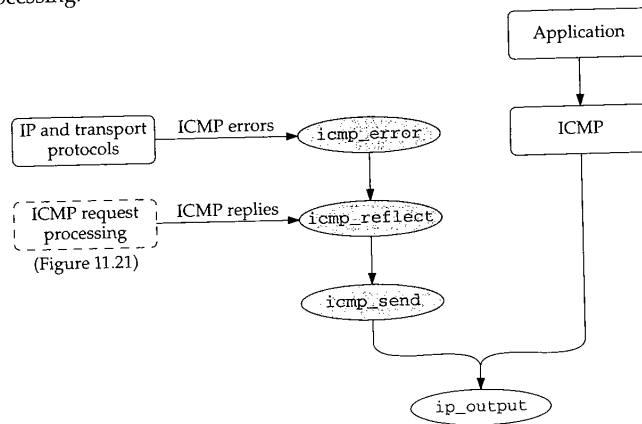 Application
IP and transport
protocols
ICMP errors
icmp_error
ICMP
ICMP request
processing
ICMP replies
icmp_reflect
(Figure 11.21)
icmp_send
ip_output